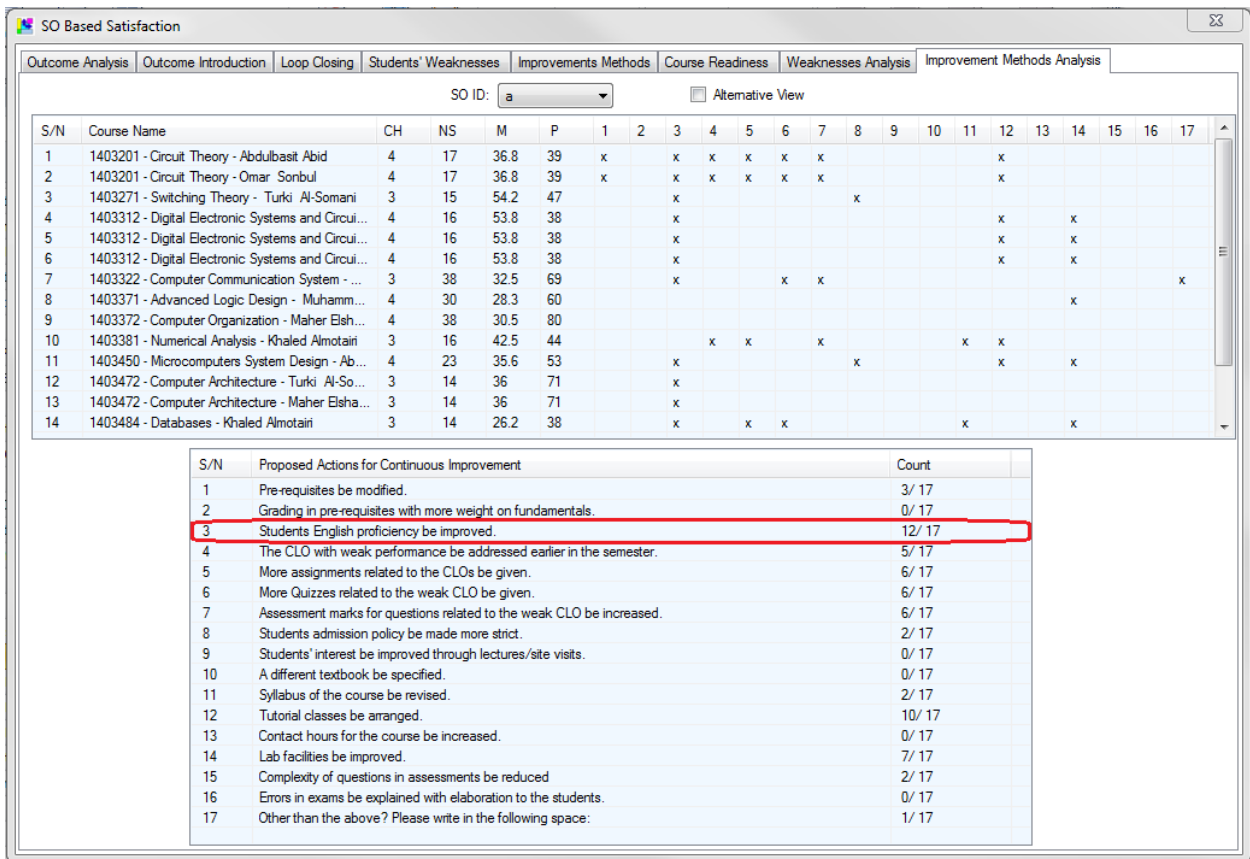 SO Based Satisfaction
Outcome Analysis Outcome Introduction Loop Closing Students' Weaknesses Improvements Methods Course Readiness Weaknesses Analysis Improvement Methods Analysis
SO ID: a Alternative View
S/N Course Name CH NS M P 1 2 3 4 5 6 7 8 9 10 11 12 13 14 15 16 17
1 1403201 - Circuit Theory - Abdulbasit Abid 4 17 36.8 39 x x x x x x x
2 1403201 - Circuit Theory - Omar Sonbul 4 17 36.8 39 x x x x x x x
3 1403271 - Switching Theory - Turki Al-Somani 3 15 54.2 47 x x
4 1403312 - Digital Electronic Systems and Circui... 4 16 53.8 38 x x x
5 1403312 - Digital Electronic Systems and Circui... 4 16 53.8 38 x x x
6 1403312 - Digital Electronic Systems and Circui... 4 16 53.8 38 x x x
7 1403322 - Computer Communication System - ... 3 38 32.5 69 x x x x
8 1403371 - Advanced Logic Design - Muhamm... 4 30 28.3 60 x
9 1403372 - Computer Organization - Maher Elsh... 4 38 30.5 80
10 1403381 - Numerical Analysis - Khaled Almotairi 3 16 42.5 44 x x x x x
11 1403450 - Microcomputers System Design - Ab... 4 23 35.6 53 x x x x
12 1403472 - Computer Architecture - Turki Al-So... 3 14 36 71 x
13 1403472 - Computer Architecture - Maher Elsha... 3 14 36 71 x
14 1403484 - Databases - Khaled Almotairi 3 14 26.2 38 x x x x x
S/N Proposed Actions for Continuous Improvement Count
1 Pre-requisites be modified. 3/ 17
2 Grading in pre-requisites with more weight on fundamentals. 0/ 17
3 Students English proficiency be improved. 12/ 17
4 The CLO with weak performance be addressed earlier in the semester. 5/ 17
5 More assignments related to the CLOs be given. 6/ 17
6 More Quizzes related to the weak CLO be given. 6/ 17
7 Assessment marks for questions related to the weak CLO be increased. 6/ 17
8 Students admission policy be made more strict. 2/ 17
9 Students' interest be improved through lectures/site visits. 0/ 17
10 A different textbook be specified. 0/ 17
11 Syllabus of the course be revised. 2/ 17
12 Tutorial classes be arranged. 10/ 17
13 Contact hours for the course be increased. 0/ 17
14 Lab facilities be improved. 7/ 17
15 Complexity of questions in assessments be reduced 2/ 17
16 Errors in exams be explained with elaboration to the students. 0/ 17
17 Other than the above? Please write in the following space: 1/ 17